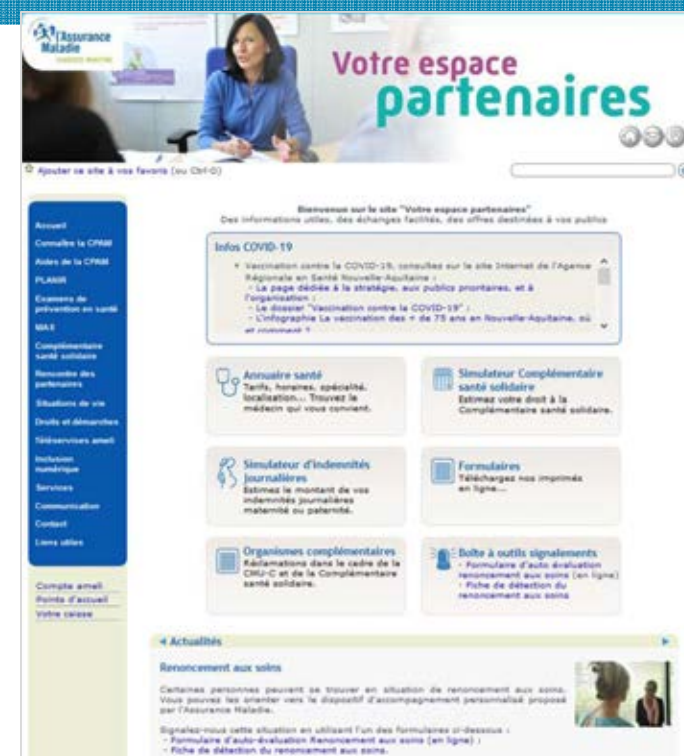 l'Assurance
Maladie
Votre espace
partenaires
Ajouter ce site à vos favoris (ou Ctrl-D)
Accueil
Connaître la CPAM
Aides de la CPAM
PLANIR
Examens de
prévention en santé
Complémentaire
santé solidaire
Rencontre des
partenaires
Situations de vie
Droits et démarches
Téléservices ameli
Inclusion
numérique
Services
Communication
Contact
Liens utiles
Compte ameli
Points d'accueil
Votre caisse
Bienvenue sur le site "Votre espace partenaires"
Des informations utiles, des échanges facilités, des offres destinées à vos publics
Infos COVID-19
Vaccination contre la COVID-19, consultez sur le site Internet de l'Agence
Régionale en Santé Nouvelle-Aquitaine :
- La page dédiée à la stratégie, aux publics prioritaires, et à
l'organisation ;
- Le dossier "Vaccination contre la COVID-19" ;
- L'infographie La vaccination des + de 75 ans en Nouvelle-Aquitaine, où
et comment ?
Annuaire santé
Tarifs, horaires, spécialité,
localisation... Trouvez le
médecin qui vous convient.
Simulateur Complémentaire
santé solidaire
Estimez votre droit à la
Complémentaire santé solidaire.
Simulateur d'indemnités
journalières
Estimez le montant de vos
indemnités journalières
maternité ou paternité.
Formulaires
Téléchargez nos imprimés
en ligne...
Organismes complémentaires
Réclamations dans le cadre de la
CMU-C et de la Complémentaire
santé solidaire.
Boîte à outils signalements
- Formulaire d'auto évaluation
renoncement aux soins (en ligne)
- Fiche de détection du
renoncement aux soins
Actualités
Renoncement aux soins
Certaines personnes peuvent se trouver en situation de renoncement aux soins.
Vous pouvez les orienter vers le dispositif d'accompagnement personnalisé proposé
par l'Assurance Maladie.
Signalez-nous cette situation en utilisant l'un des formulaires ci-dessous :
- Formulaire d'auto-évaluation Renoncement aux soins (en ligne) ;
- Fiche de détection du renoncement aux soins.